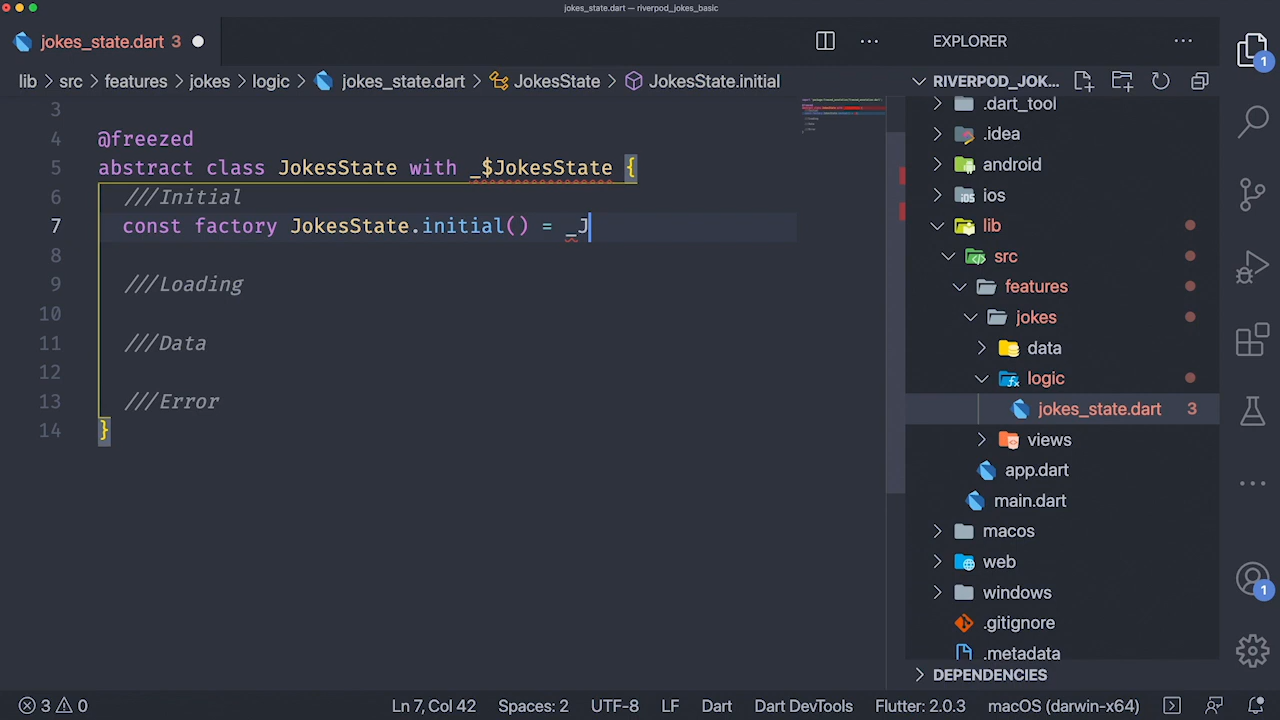 jokes_state.dart — riverpod_jokes_basic
jokes_state.dart 3
lib > src > features > jokes > logic > jokes_state.dart > JokesState > JokesState.initial
3
4 @freezed
5 abstract class JokesState with _$JokesState {
6 ///Initial
7 const factory JokesState.initial() = _J
8
9 ///Loading
10
11 ///Data
12
13 ///Error
14 }
EXPLORER
RIVERPOD_JOK...
.dart_tool
.idea
android
ios
lib
src
features
jokes
data
logic
jokes_state.dart 3
views
app.dart
main.dart
macos
web
windows
.gitignore
.metadata
DEPENDENCIES
1
1
3 0
Ln 7, Col 42
Spaces: 2
UTF-8
LF
Dart
Dart DevTools
Flutter: 2.0.3
macOS (darwin-x64)